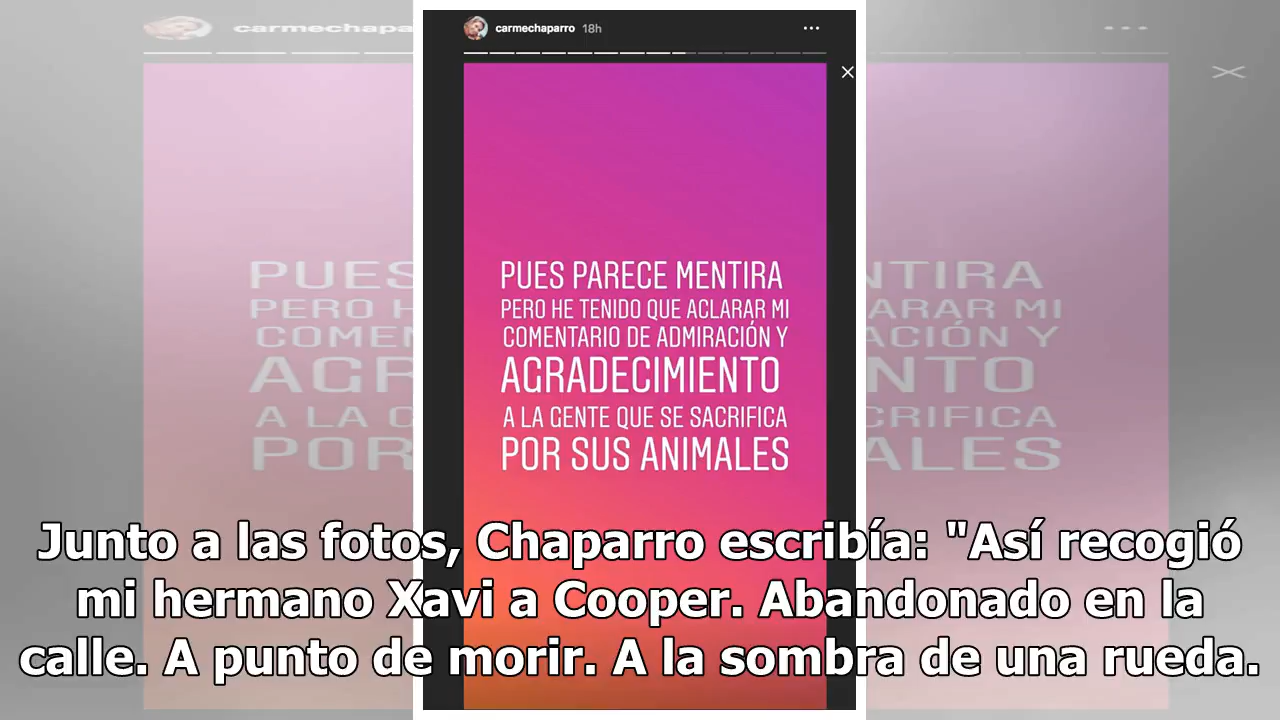 carmechaparro 18h
PUES PARECE MENTIRA
PERO HE TENIDO QUE ACLARAR MI
COMENTARIO DE ADMIRACIÓN Y
AGRADECIMIENTO
A LA GENTE QUE SE SACRIFICA
POR SUS ANIMALES
Junto a las fotos, Chaparro escribía: "Así recogió
mi hermano Xavi a Cooper. Abandonado en la
calle. A punto de morir. A la sombra de una rueda.